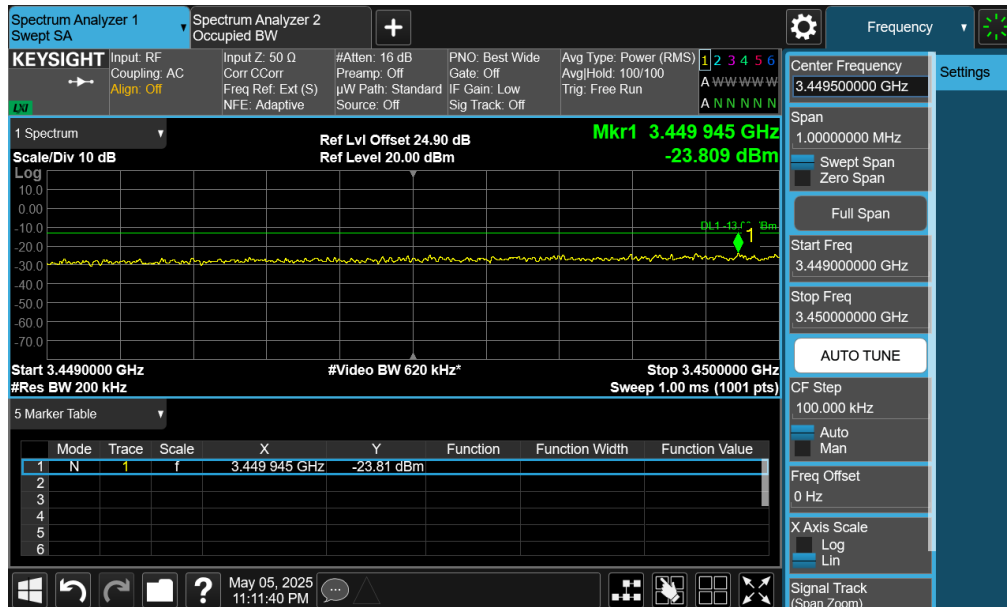 Spectrum Analyzer 1
Swept SA
Spectrum Analyzer 2
Occupied BW
Frequency
KEYSIGHT
LXI
Input: RF
Coupling: AC
Align: Off
Input Z: 50 Ω
Corr CCorr
Freq Ref: Ext (S)
NFE: Adaptive
#Atten: 16 dB
Preamp: Off
µW Path: Standard
Source: Off
PNO: Best Wide
Gate: Off
IF Gain: Low
Sig Track: Off
Avg Type: Power (RMS)
Avg|Hold: 100/100
Trig: Free Run
1 2 3 4 5 6
A W W W W W
A N N N N N
1 Spectrum
Scale/Div 10 dB
Ref Lvl Offset 24.90 dB
Ref Level 20.00 dBm
Mkr1 3.449 945 GHz
-23.809 dBm
Log
10.0
0.00
-10.0
-20.0
-30.0
-40.0
-50.0
-60.0
-70.0
1
Start 3.4490000 GHz
#Res BW 200 kHz
#Video BW 620 kHz*
Stop 3.4500000 GHz
Sweep 1.00 ms (1001 pts)
5 Marker Table
Mode Trace Scale X Y Function Function Width Function Value
1 N 1 f 3.449 945 GHz -23.81 dBm
2
3
4
5
6
Center Frequency
3.449500000 GHz
Span
1.00000000 MHz
Swept Span
Zero Span
Full Span
Start Freq
3.449000000 GHz
Stop Freq
3.450000000 GHz
AUTO TUNE
CF Step
100.000 kHz
Auto
Man
Freq Offset
0 Hz
X Axis Scale
Log
Lin
Signal Track
(Span Zoom)
Settings
?
May 05, 2025
11:11:40 PM